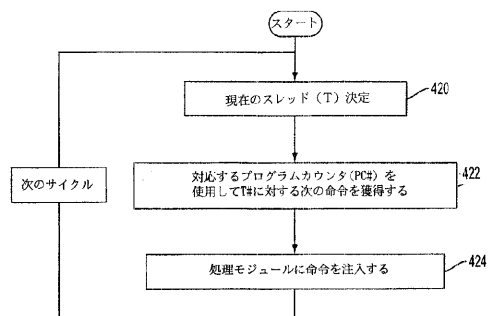 スタート
現在のスレッド(T)決定
420
次のサイクル
対応するプログラムカウンタ(PC#)を
使用してT#に対する次の命令を獲得する
422
処理モジュールに命令を注入する
424